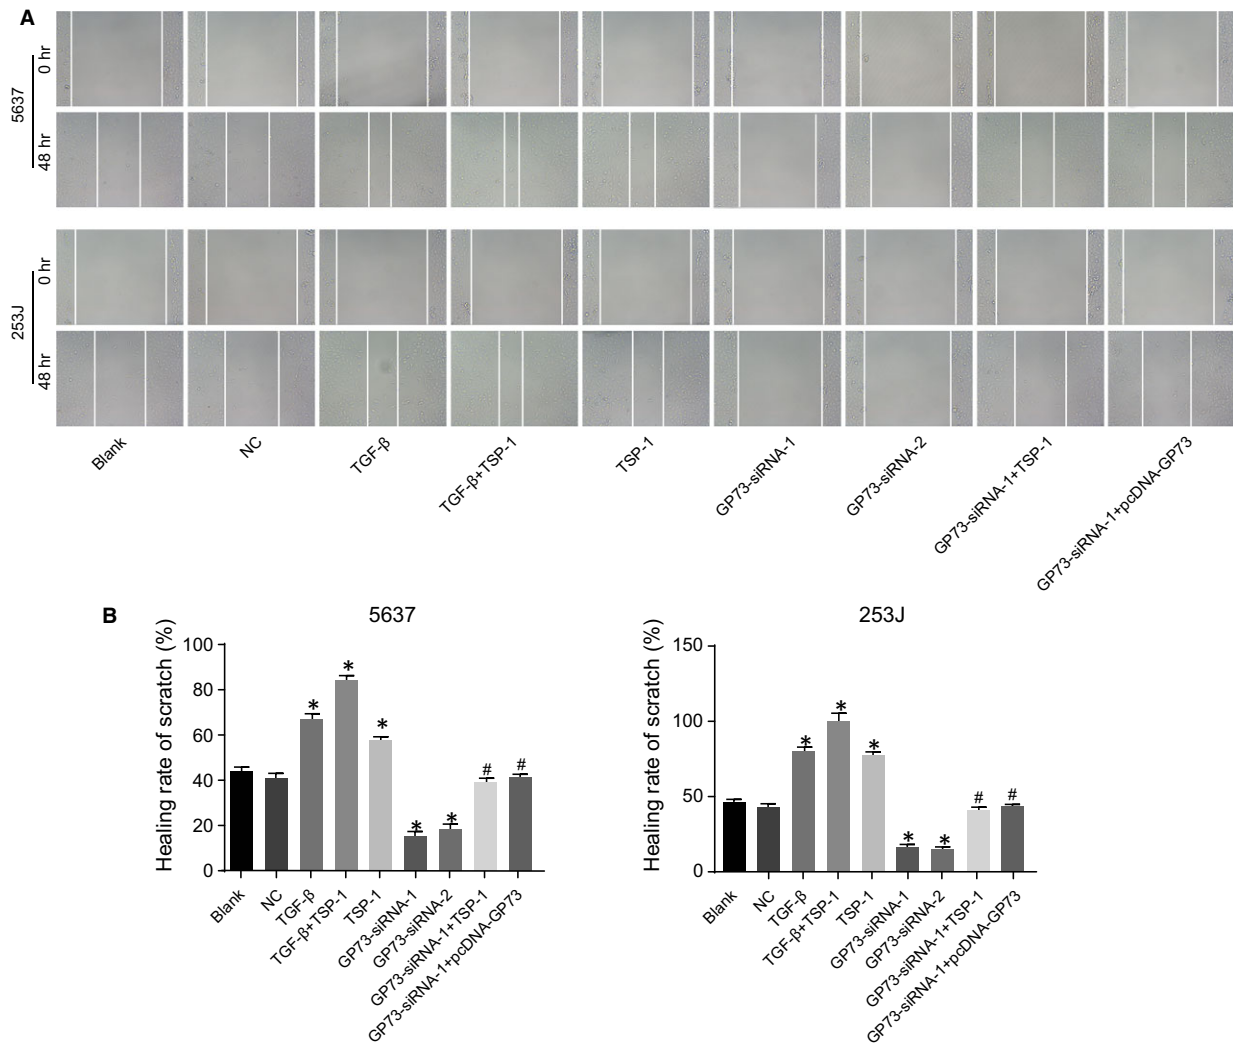 A
5637
0 hr
48 hr
253J
0 hr
48 hr
Blank
NC
TGF-β
TGF-β+TSP-1
TSP-1
GP73-siRNA-1
GP73-siRNA-2
GP73-siRNA-1+TSP-1
GP73-siRNA-1+pcDNA-GP73
B
5637
Healing rate of scratch (%)
100
80
60
40
20
0
*
*
*
*
*
#
#
Blank
NC
TGF-β
TGF-β+TSP-1
TSP-1
GP73-siRNA-1
GP73-siRNA-2
GP73-siRNA-1+TSP-1
GP73-siRNA-1+pcDNA-GP73
253J
Healing rate of scratch (%)
150
100
50
0
*
*
*
*
*
#
#
Blank
NC
TGF-β
TGF-β+TSP-1
TSP-1
GP73-siRNA-1
GP73-siRNA-2
GP73-siRNA-1+TSP-1
GP73-siRNA-1+pcDNA-GP73